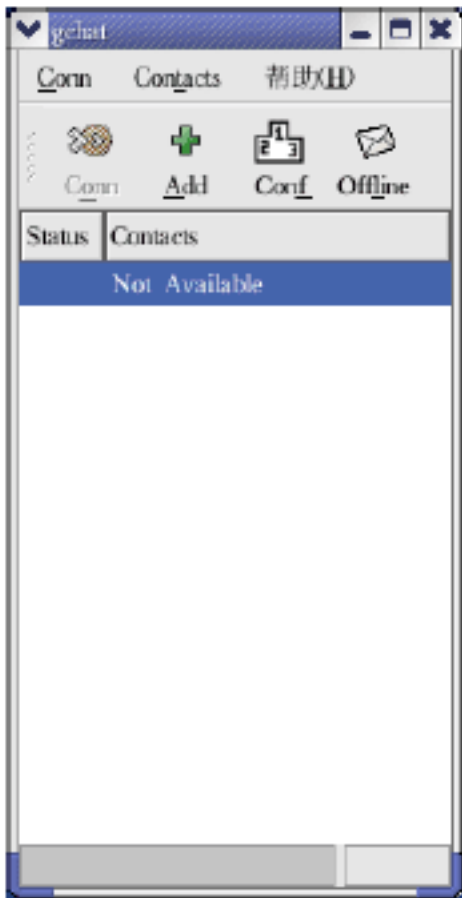 gchat
Conn Contacts 帮助(H)
Conn Add Conf Offline
Status Contacts
Not Available